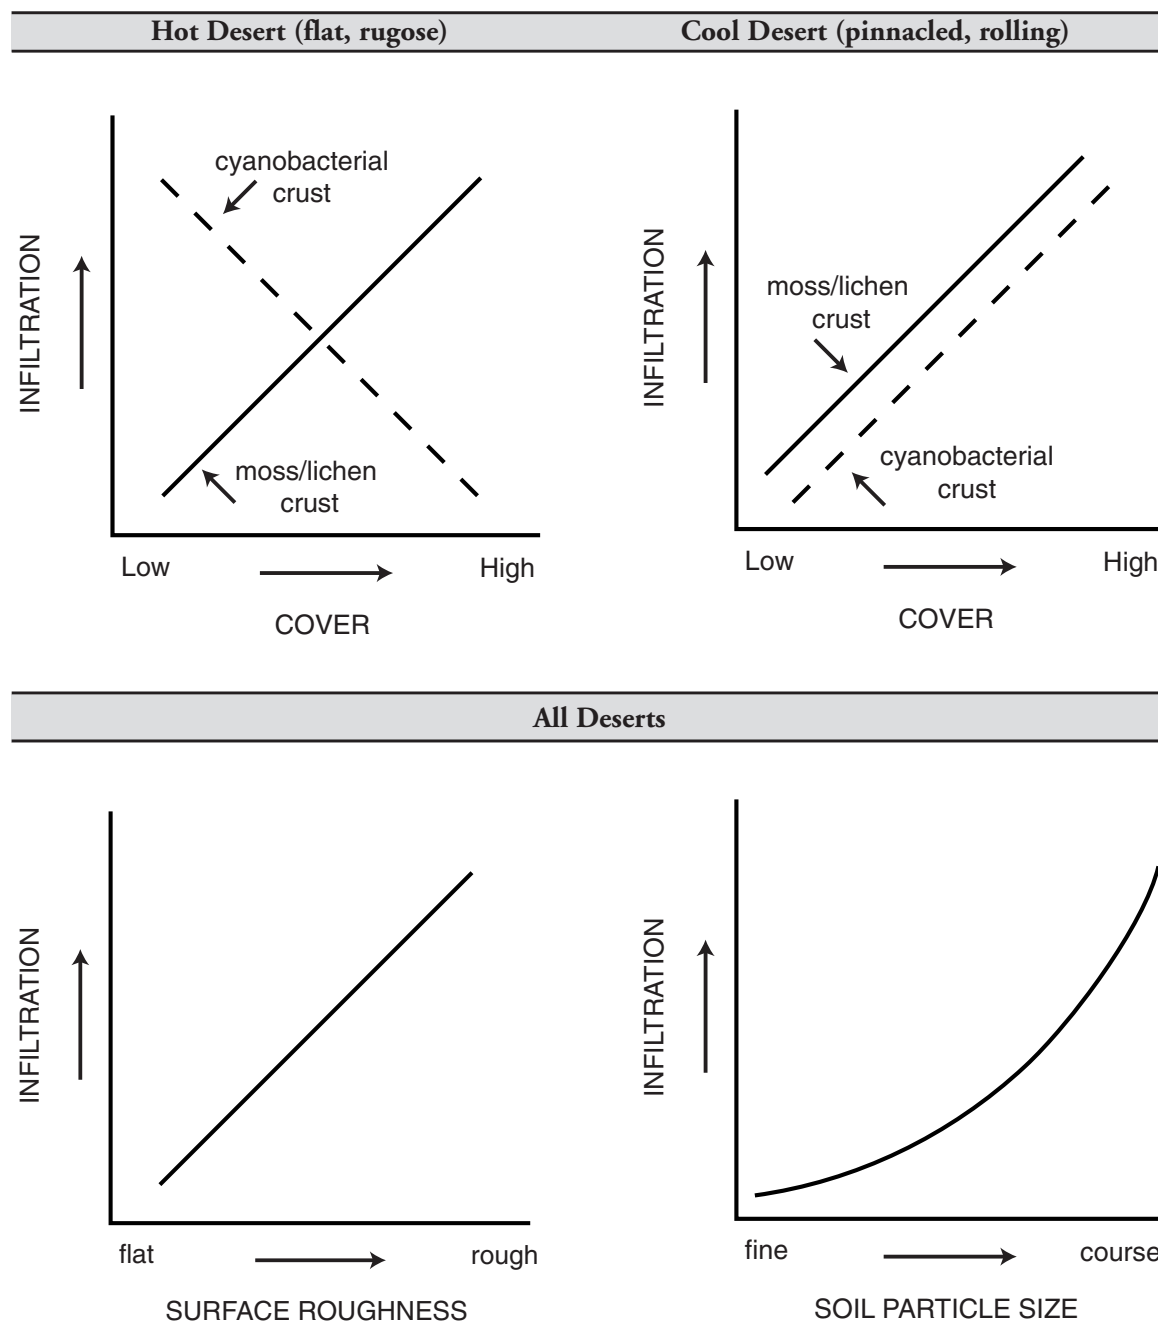 Hot Desert (flat, rugose)
Cool Desert (pinnacled, rolling)
INFILTRATION
cyanobacterial
crust
moss/lichen
crust
Low
High
COVER
INFILTRATION
moss/lichen
crust
cyanobacterial
crust
Low
High
COVER
All Deserts
INFILTRATION
flat
rough
SURFACE ROUGHNESS
INFILTRATION
fine
course
SOIL PARTICLE SIZE